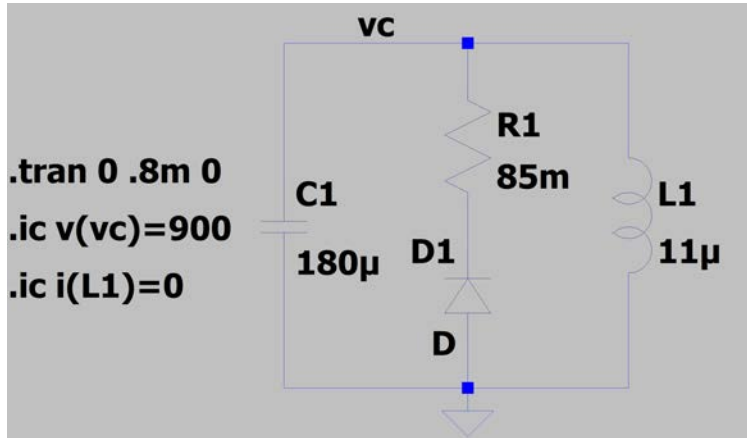 vc
.tran 0 .8m 0
.ic v(vc)=900
.ic i(L1)=0
C1
180µ
R1
85m
D1
D
L1
11µ